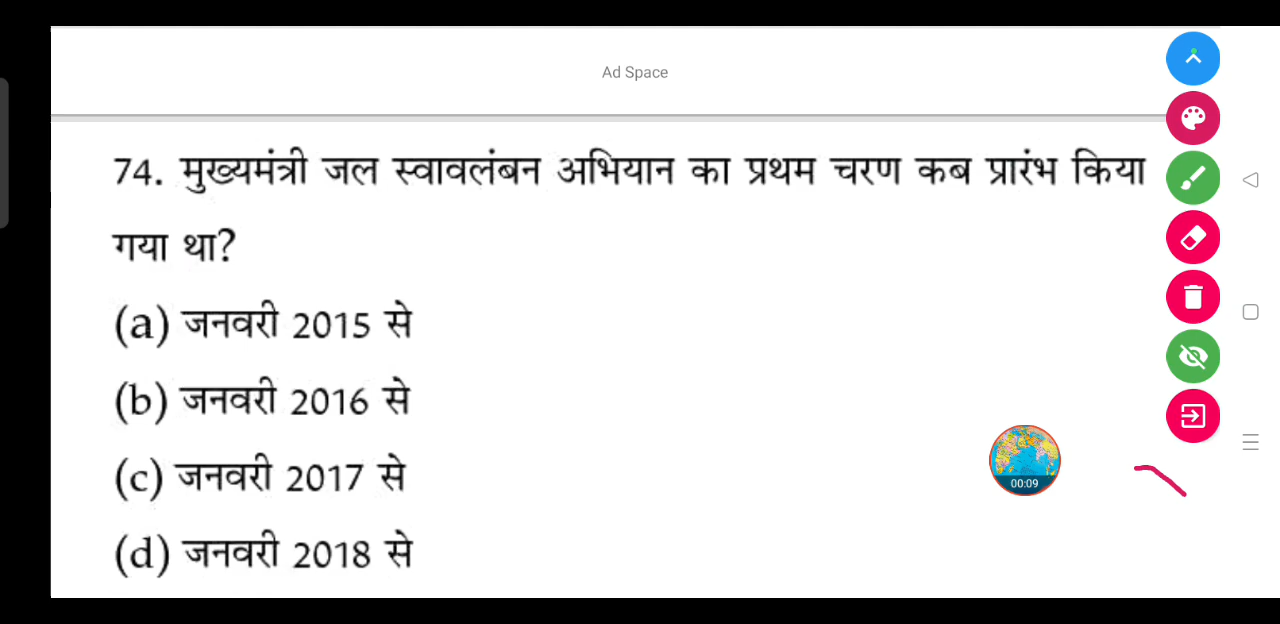 Ad Space
74. मुख्यमंत्री जल स्वावलंबन अभियान का प्रथम चरण कब प्रारंभ किया
गया था?
(a) जनवरी 2015 से
(b) जनवरी 2016 से
(c) जनवरी 2017 से
(d) जनवरी 2018 से
00:09